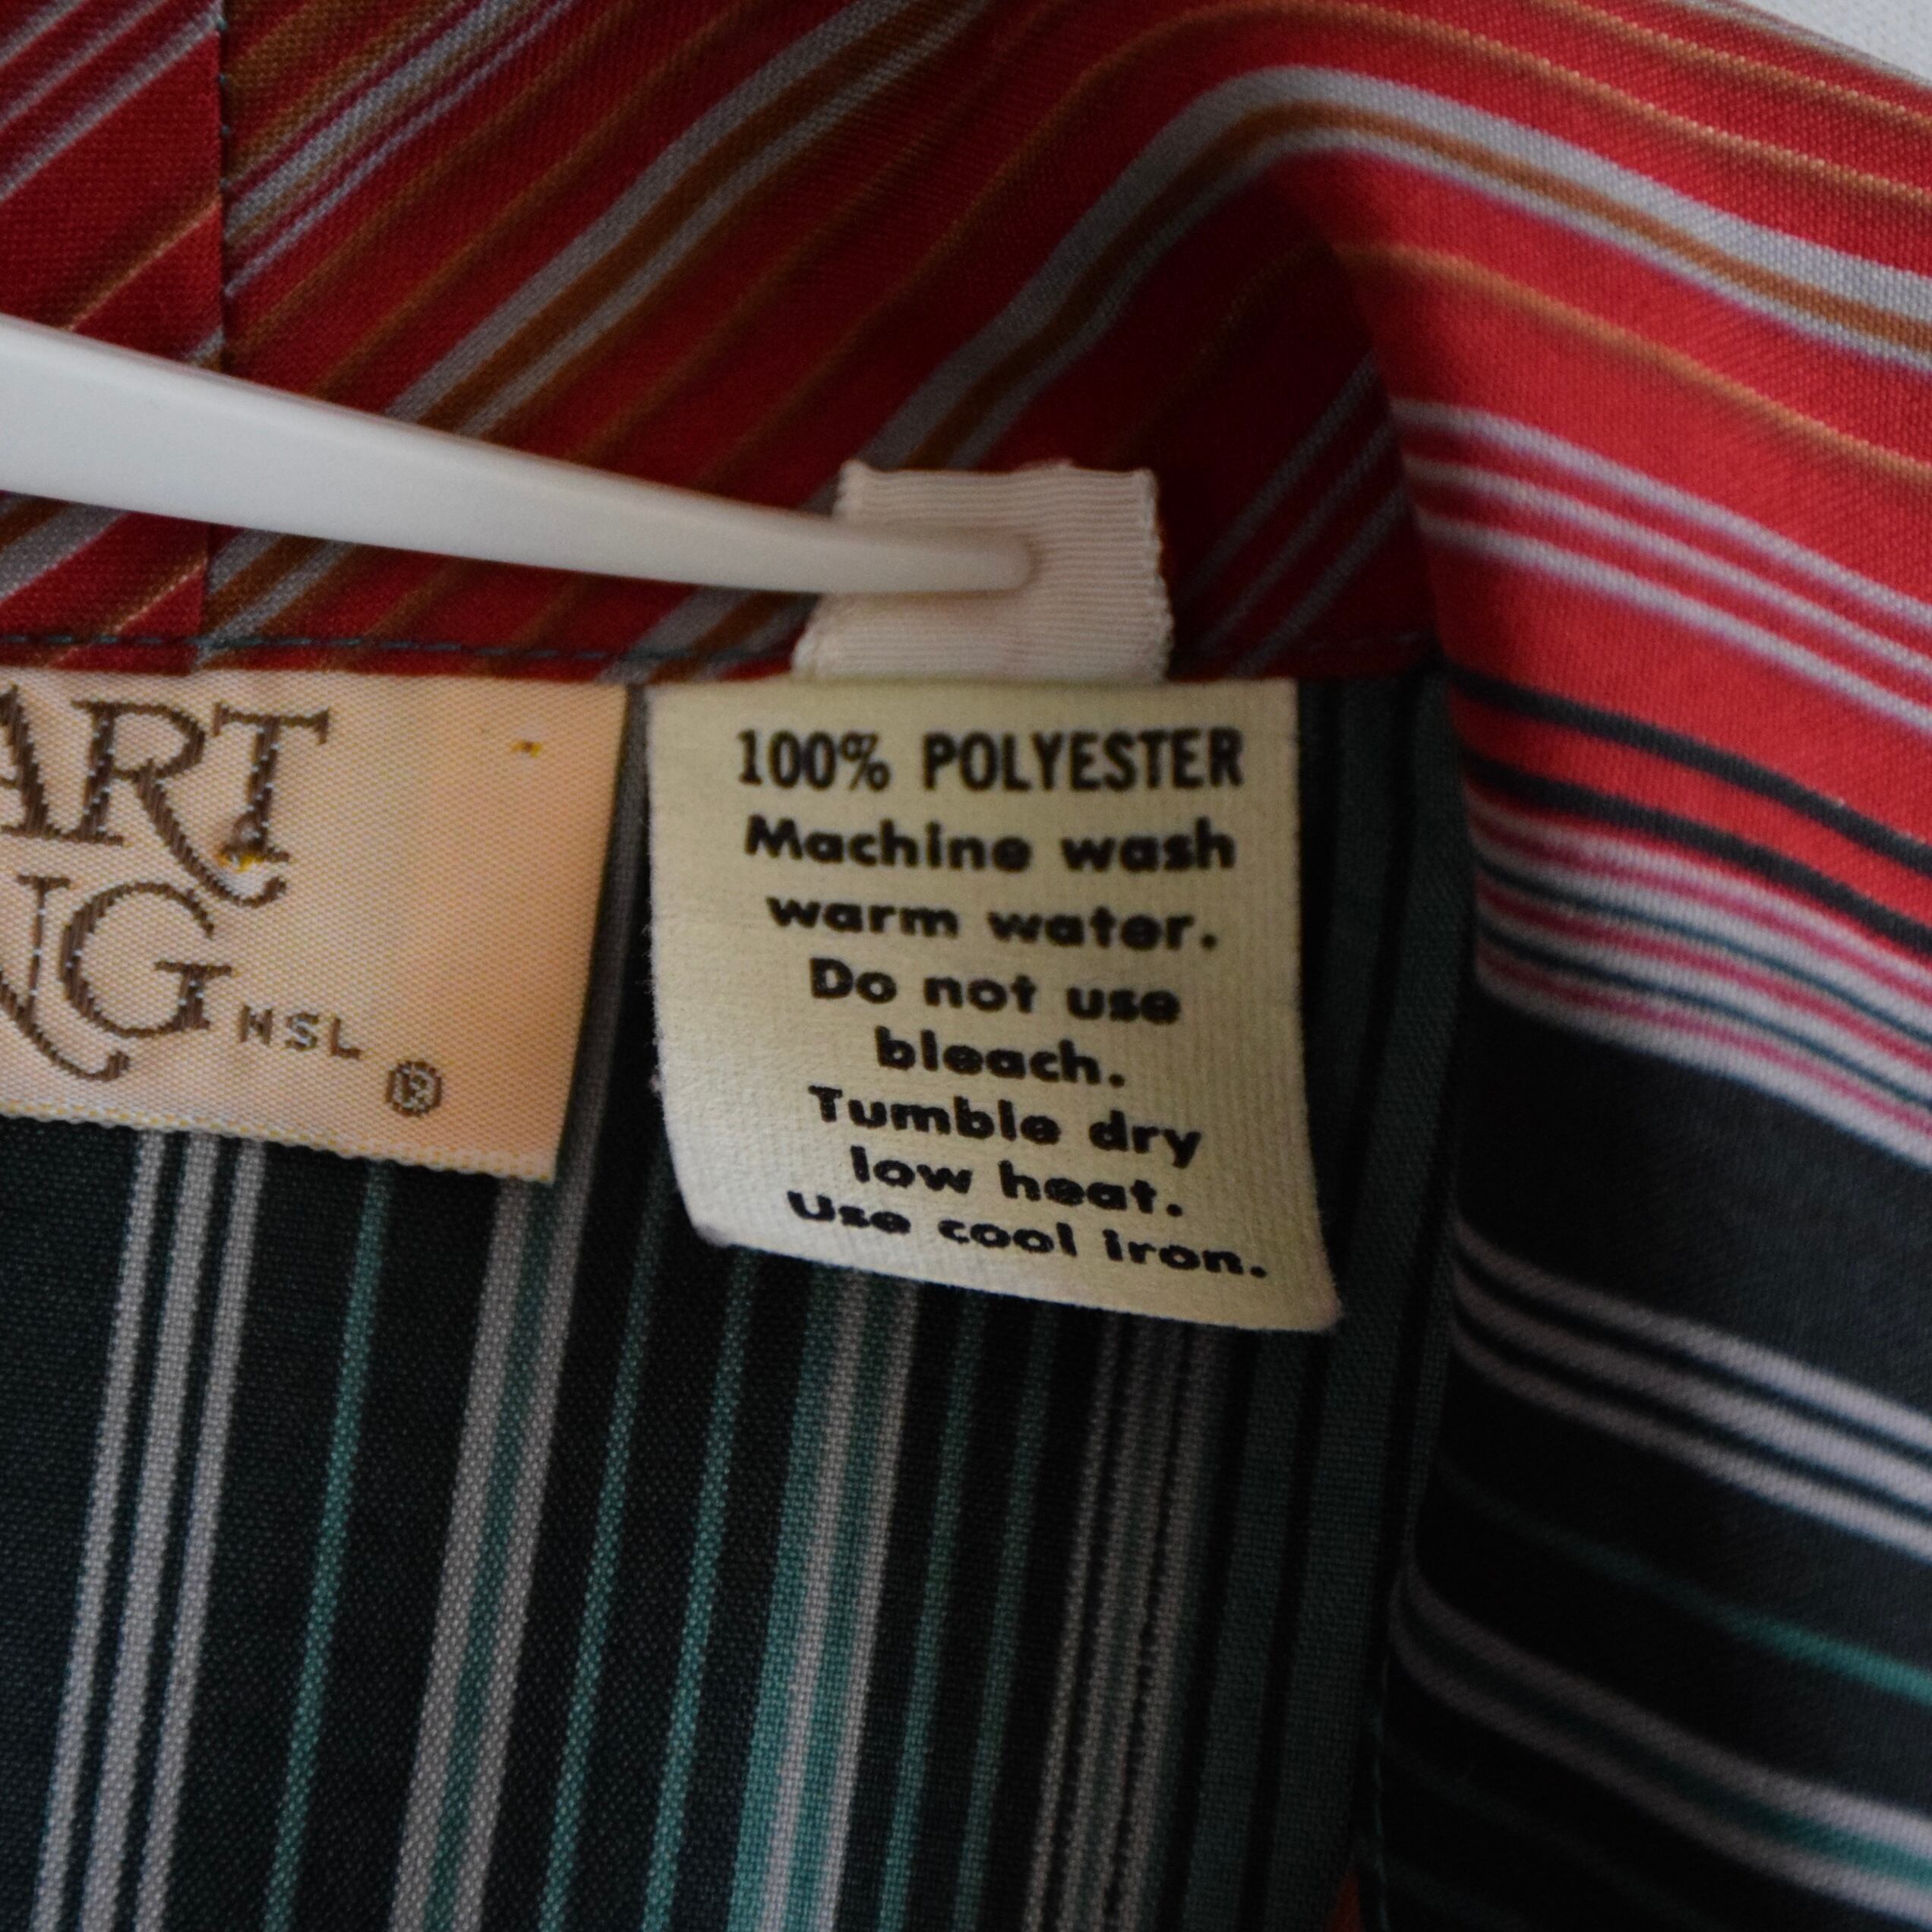 ART
NG NSL ®
100% POLYESTER
Machine wash
warm water.
Do not use
bleach.
Tumble dry
low heat.
Use cool iron.